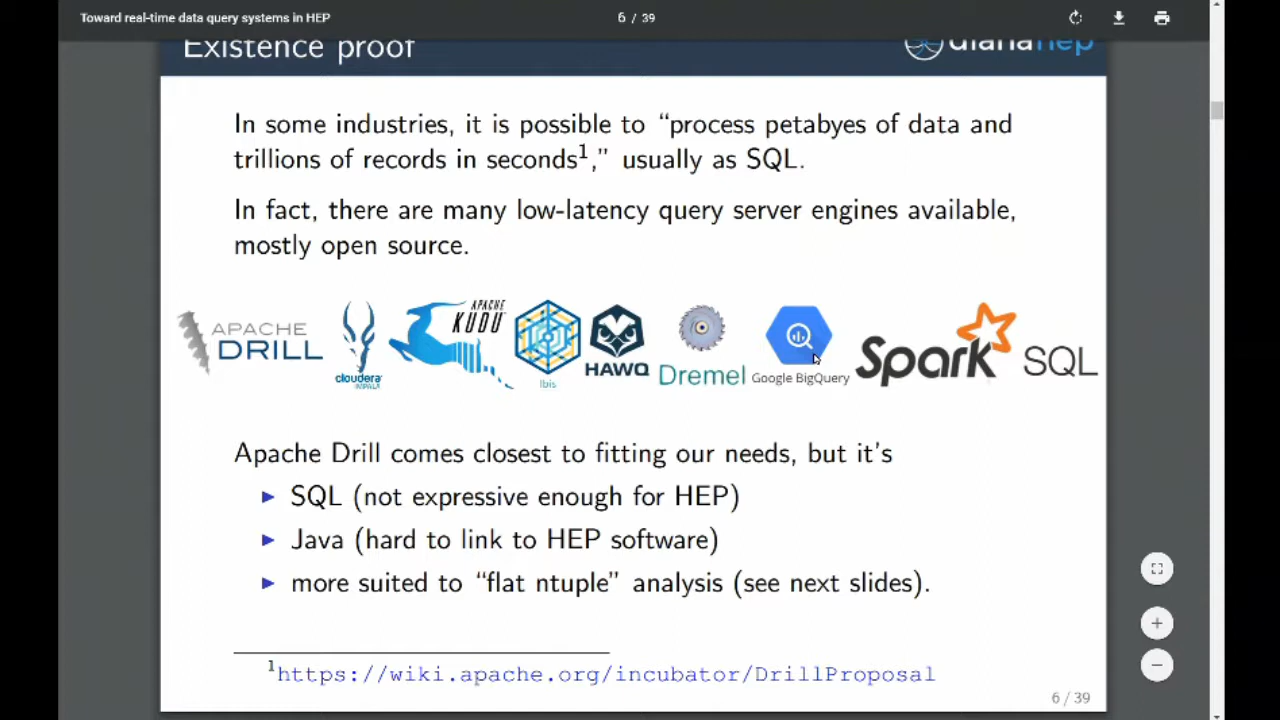 Toward real-time data query systems in HEP
6 / 39
Existence proof
dianahep
In some industries, it is possible to “process petabyes of data and
trillions of records in seconds1,” usually as SQL.
In fact, there are many low-latency query server engines available,
mostly open source.
APACHE
DRILL
cloudera
IMPALA
APACHE
KUDU
Ibis
HAWQ
Dremel
Google BigQuery
Spark SQL
Apache Drill comes closest to fitting our needs, but it’s
► SQL (not expressive enough for HEP)
► Java (hard to link to HEP software)
► more suited to “flat ntuple” analysis (see next slides).
1https://wiki.apache.org/incubator/DrillProposal
6 / 39